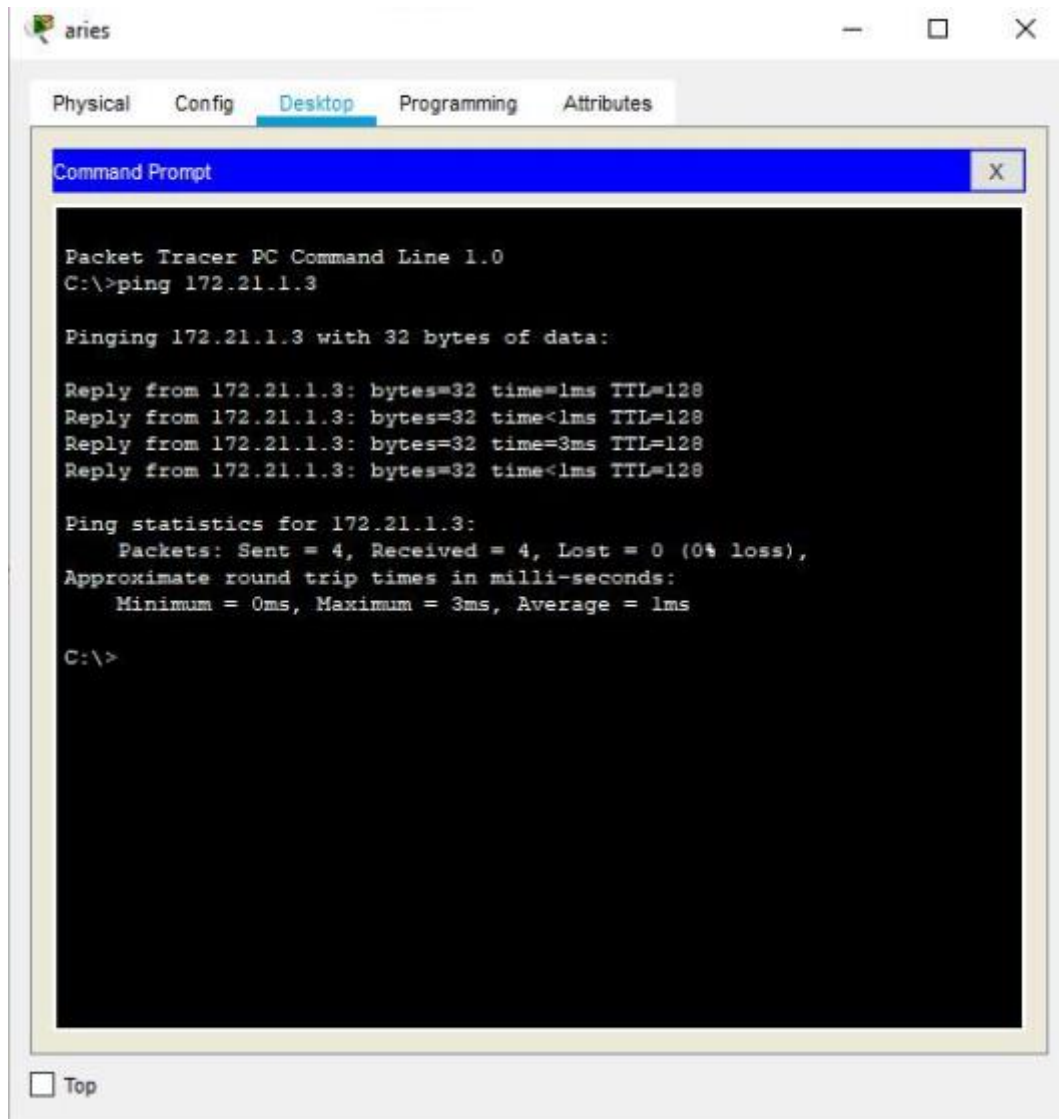 aries
Physical Config Desktop Programming Attributes
Command Prompt X
Packet Tracer PC Command Line 1.0
C:\>ping 172.21.1.3
Pinging 172.21.1.3 with 32 bytes of data:
Reply from 172.21.1.3: bytes=32 time=1ms TTL=128
Reply from 172.21.1.3: bytes=32 time<1ms TTL=128
Reply from 172.21.1.3: bytes=32 time=3ms TTL=128
Reply from 172.21.1.3: bytes=32 time<1ms TTL=128
Ping statistics for 172.21.1.3:
Packets: Sent = 4, Received = 4, Lost = 0 (0% loss),
Approximate round trip times in milli-seconds:
Minimum = 0ms, Maximum = 3ms, Average = 1ms
C:\>
Top